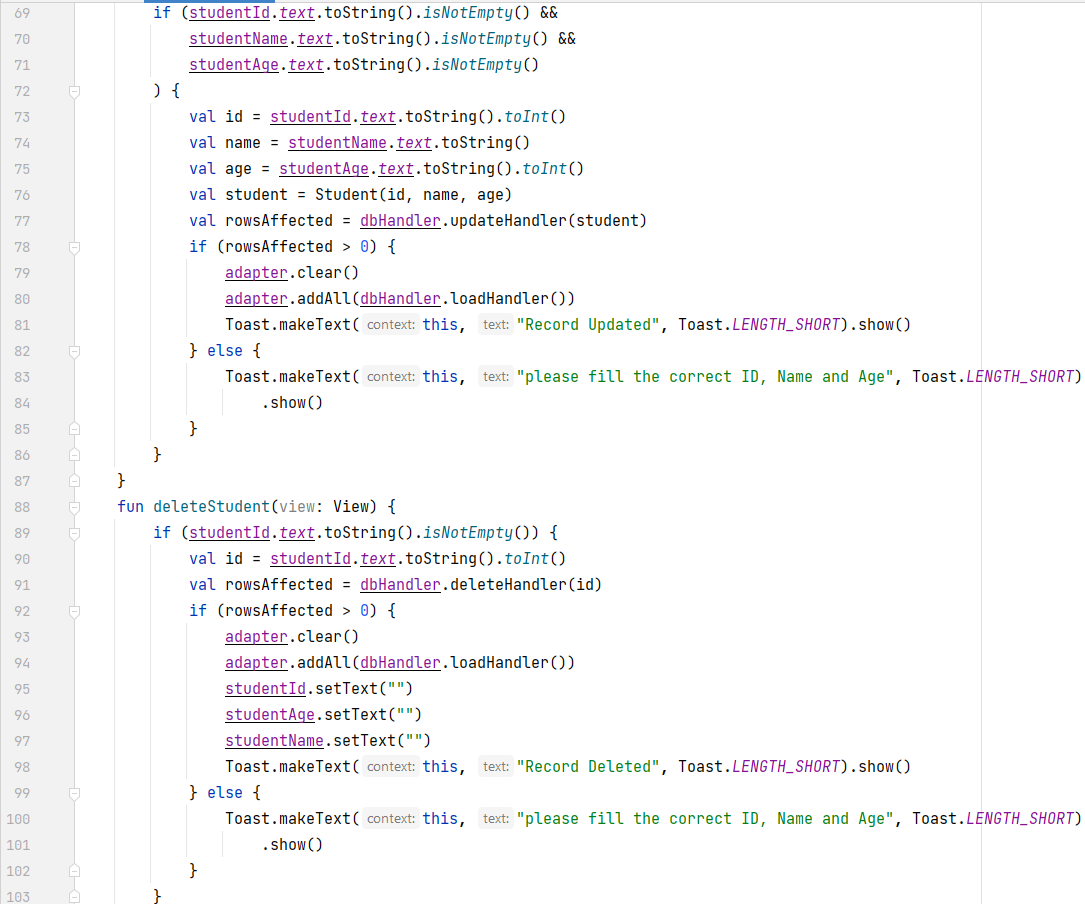 69 if (studentId.text.toString().isNotEmpty() &&
70 studentName.text.toString().isNotEmpty() &&
71 studentAge.text.toString().isNotEmpty()
72 ) {
73 val id = studentId.text.toString().toInt()
74 val name = studentName.text.toString()
75 val age = studentAge.text.toString().toInt()
76 val student = Student(id, name, age)
77 val rowsAffected = dbHandler.updateHandler(student)
78 if (rowsAffected > 0) {
79 adapter.clear()
80 adapter.addAll(dbHandler.loadHandler())
81 Toast.makeText( context: this, text: "Record Updated", Toast.LENGTH_SHORT).show()
82 } else {
83 Toast.makeText( context: this, text: "please fill the correct ID, Name and Age", Toast.LENGTH_SHORT)
84 .show()
85 }
86 }
87 }
88 fun deleteStudent(view: View) {
89 if (studentId.text.toString().isNotEmpty()) {
90 val id = studentId.text.toString().toInt()
91 val rowsAffected = dbHandler.deleteHandler(id)
92 if (rowsAffected > 0) {
93 adapter.clear()
94 adapter.addAll(dbHandler.loadHandler())
95 studentId.setText("")
96 studentAge.setText("")
97 studentName.setText("")
98 Toast.makeText( context: this, text: "Record Deleted", Toast.LENGTH_SHORT).show()
99 } else {
100 Toast.makeText( context: this, text: "please fill the correct ID, Name and Age", Toast.LENGTH_SHORT)
101 .show()
102 }
103 }